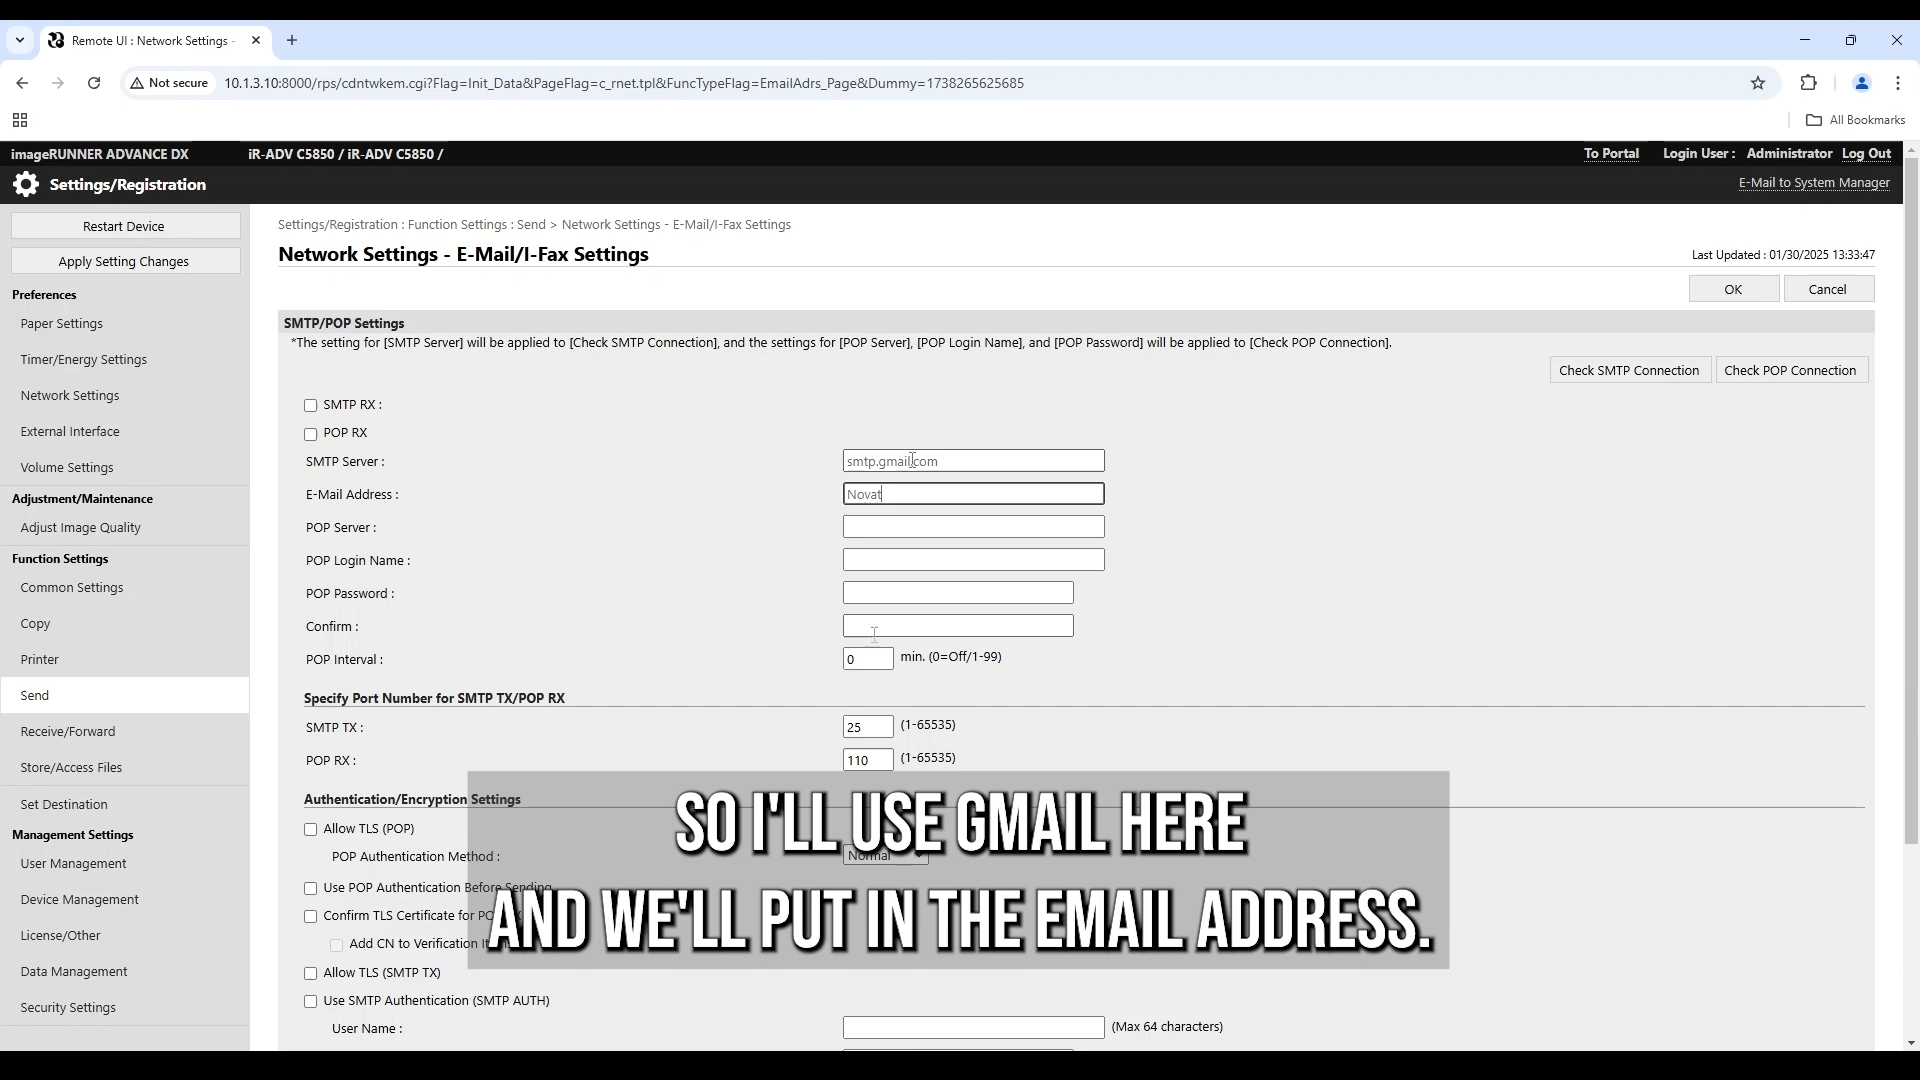 Remote UI : Network Settings -
Not secure
10.1.3.10:8000/rps/cdntwkem.cgi?Flag=Init_Data&PageFlag=c_rnet.tpl&FuncTypeFlag=EmailAdrs_Page&Dummy=1738265625685
All Bookmarks
imageRUNNER ADVANCE DX
iR-ADV C5850 / iR-ADV C5850 /
To Portal
Login User : Administrator
Log Out
Settings/Registration
E-Mail to System Manager
Restart Device
Apply Setting Changes
Preferences
Paper Settings
Timer/Energy Settings
Network Settings
External Interface
Volume Settings
Adjustment/Maintenance
Adjust Image Quality
Function Settings
Common Settings
Copy
Printer
Send
Receive/Forward
Store/Access Files
Set Destination
Management Settings
User Management
Device Management
License/Other
Data Management
Security Settings
Settings/Registration : Function Settings : Send > Network Settings - E-Mail/I-Fax Settings
Network Settings - E-Mail/I-Fax Settings
Last Updated : 01/30/2025 13:33:47
OK
Cancel
SMTP/POP Settings
*The setting for [SMTP Server] will be applied to [Check SMTP Connection], and the settings for [POP Server], [POP Login Name], and [POP Password] will be applied to [Check POP Connection].
Check SMTP Connection
Check POP Connection
SMTP RX :
POP RX
SMTP Server : smtp.gmail.com
E-Mail Address : Novat
POP Server :
POP Login Name :
POP Password :
Confirm :
POP Interval : 0 min. (0=Off/1-99)
Specify Port Number for SMTP TX/POP RX
SMTP TX : 25 (1-65535)
POP RX : 110 (1-65535)
Authentication/Encryption Settings
Allow TLS (POP)
POP Authentication Method : Normal
Use POP Authentication Before Sending
Confirm TLS Certificate for
Add CN to Verification
Allow TLS (SMTP TX)
Use SMTP Authentication (SMTP AUTH)
User Name : (Max 64 characters)
SO I'LL USE GMAIL HERE
AND WE'LL PUT IN THE EMAIL ADDRESS.